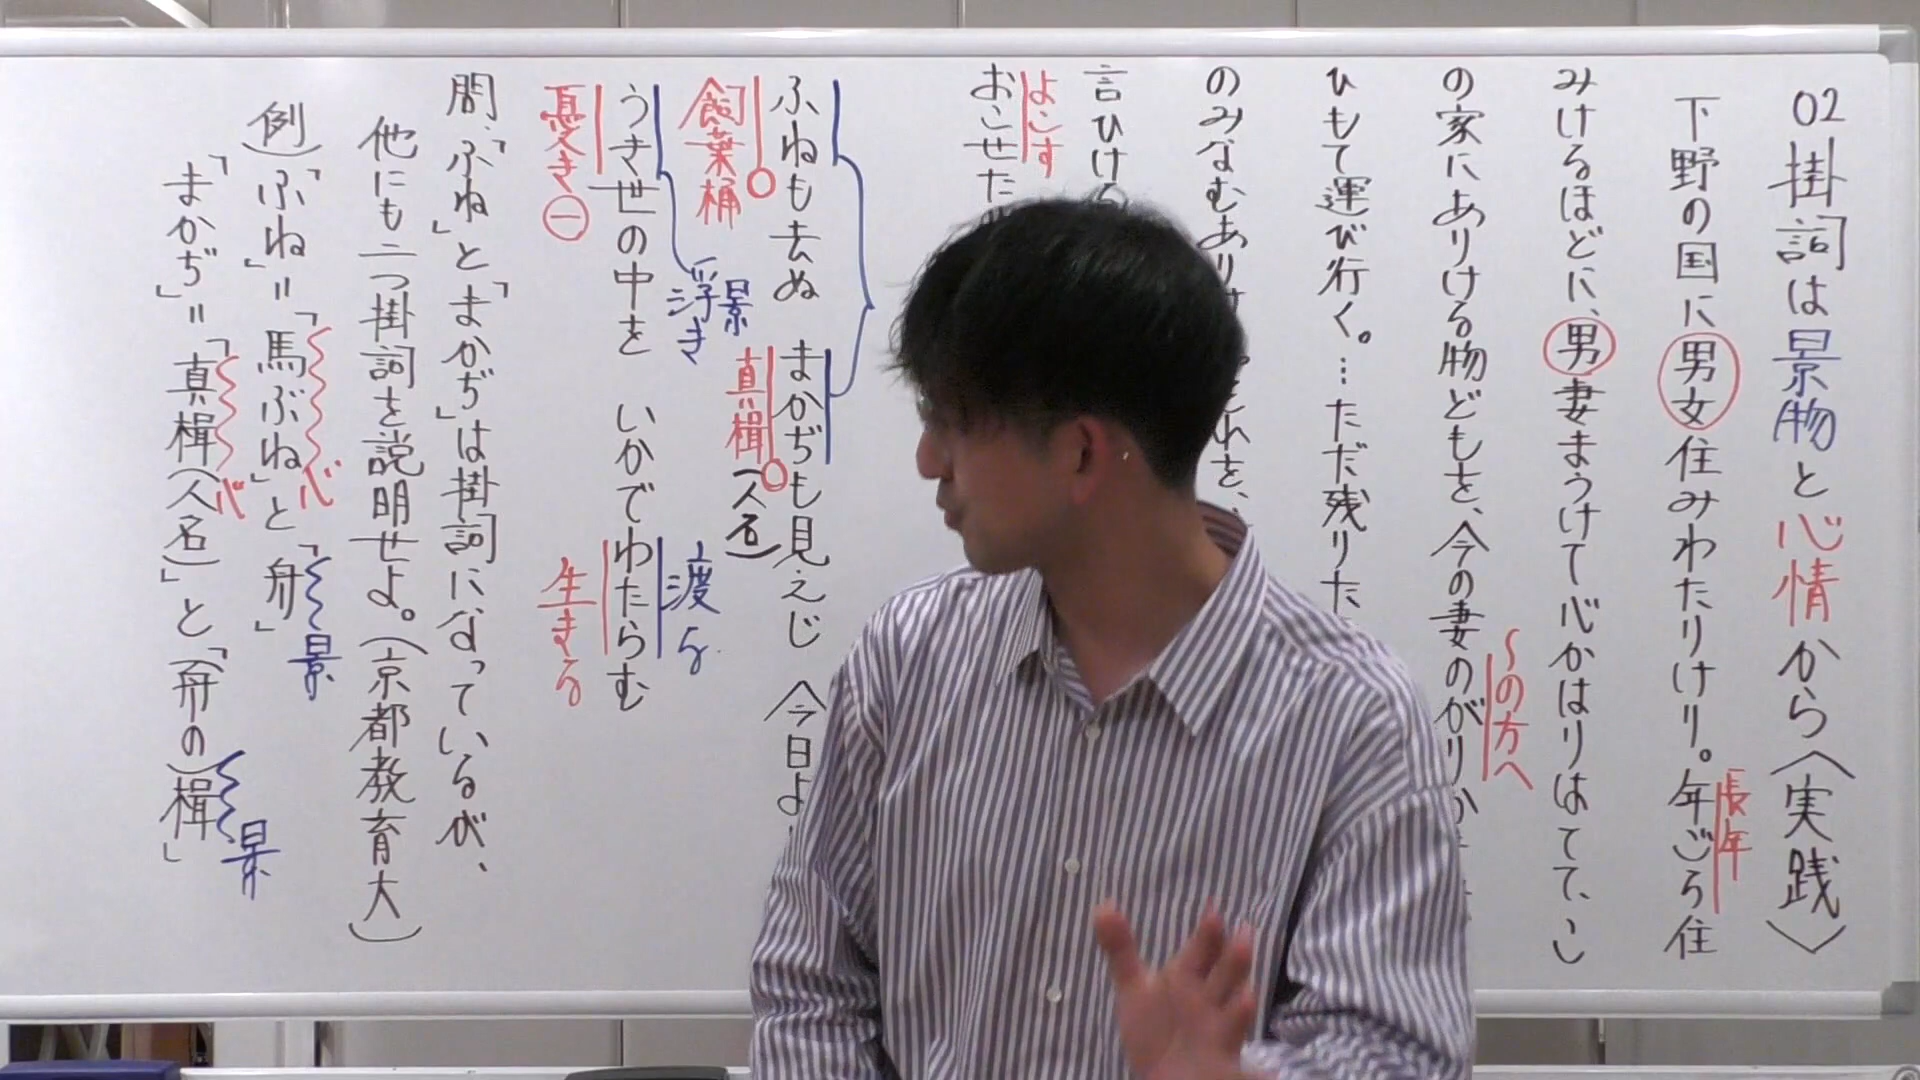 02掛詞は景物と心情から〈実践〉
下野の国に男女住みわたりけり。年ごろ住
長年
みけるほどに、男妻まうけて心かはりはてて、こ
の家にありける物どもを、今の妻のがりか
〜の方へ
ひもて運び行く。…ただ残りた
のみなむあり
れを、
言ひける
よこす
おこせた
ふねも去ぬ まかぢも見えじ 今日よ
飼葉桶
真楫(人名)
景
浮き
渡る
うき世の中を いかでわたらむ
憂き㊀
生きる
問、「ふね」と「まかぢ」は掛詞になっているが、
他にも二つ掛詞を説明せよ。(京都教育大)
例)「ふね」=「馬ぶね」と「舟」
心
景
「まかぢ」=「真楫(人名)」と「(舟の)楫」
心
景